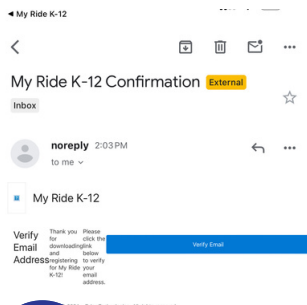 ◄ My Ride K-12
My Ride K-12 Confirmation External
Inbox
noreply 2:03 PM
to me
My Ride K-12
Verify Email Address
Thank you for downloading and registering for My Ride K-12!
Please click the link below to verify your email address.
Verify Email